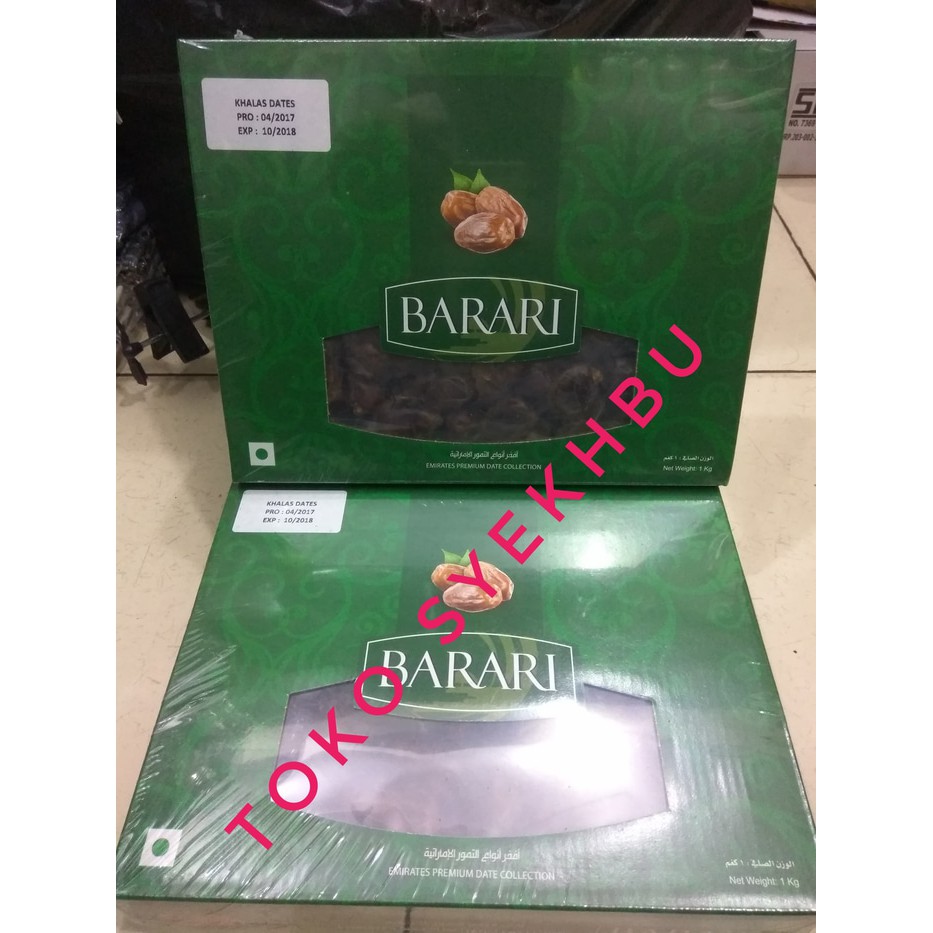 KHALAS DATES
PRO : 04/2017
EXP : 10/2018
BARARI
أفخر أنواع التمور الإماراتية
EMIRATES PREMIUM DATE COLLECTION
الوزن الصافي : ١ كغم
Net Weight: 1 Kg
KHALAS DATES
PRO : 04/2017
EXP : 10/2018
BARARI
أفخر أنواع التمور الإماراتية
EMIRATES PREMIUM DATE COLLECTION
الوزن الصافي : ١ كغم
Net Weight: 1 Kg
TOKO SYEKHBU